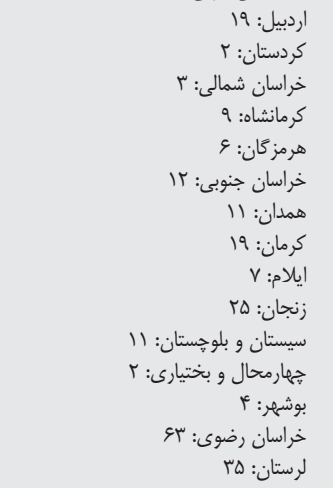 اردبیل: ۱۹
کردستان: ۲
خراسان شمالی: ۳
کرمانشاه: ۹
هرمزگان: ۶
خراسان جنوبی: ۱۲
همدان: ۱۱
کرمان: ۱۹
ایلام: ۷
زنجان: ۲۵
سیستان و بلوچستان: ۱۱
چهارمحال و بختیاری: ۲
بوشهر: ۴
خراسان رضوی: ۶۳
لرستان: ۳۵